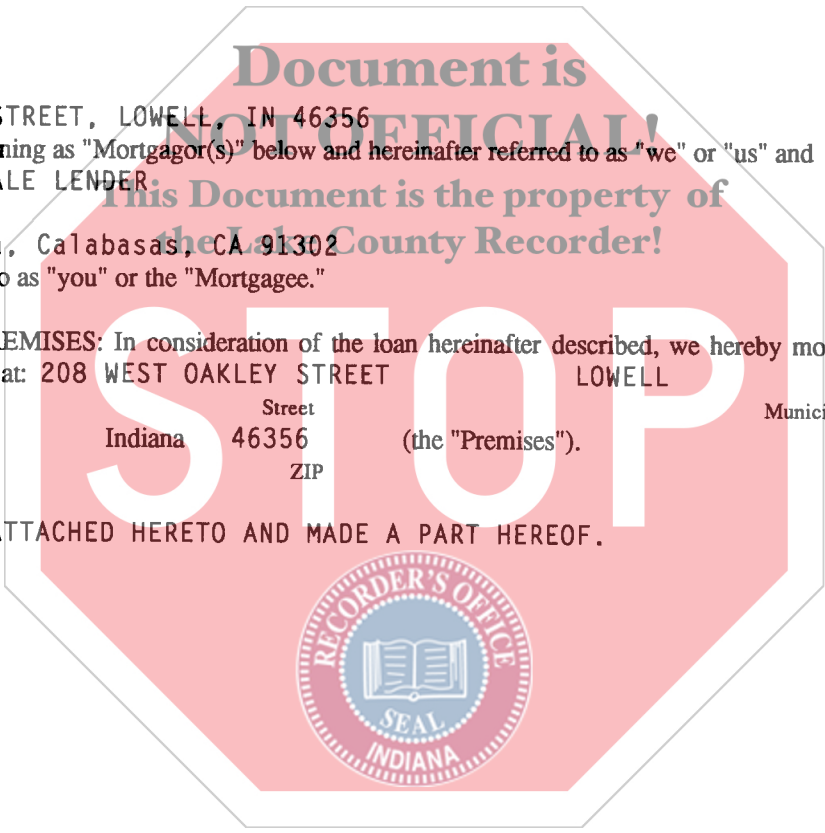 Document is
STREET, LOWELL, IN 46356
NOT OFFICIAL!
ning as "Mortgagor(s)" below and hereinafter referred to as "we" or "us" and
ALE LENDER
This Document is the property of
, Calabasas, CA 91302
the Lake County Recorder!
o as "you" or the "Mortgagee."
EMISES: In consideration of the loan hereinafter described, we hereby mo
at: 208 WEST OAKLEY STREET LOWELL
Street Munici
Indiana 46356 (the "Premises").
ZIP
STOP
ATTACHED HERETO AND MADE A PART HEREOF.
RECORDER'S OFFICE
SEAL
INDIANA